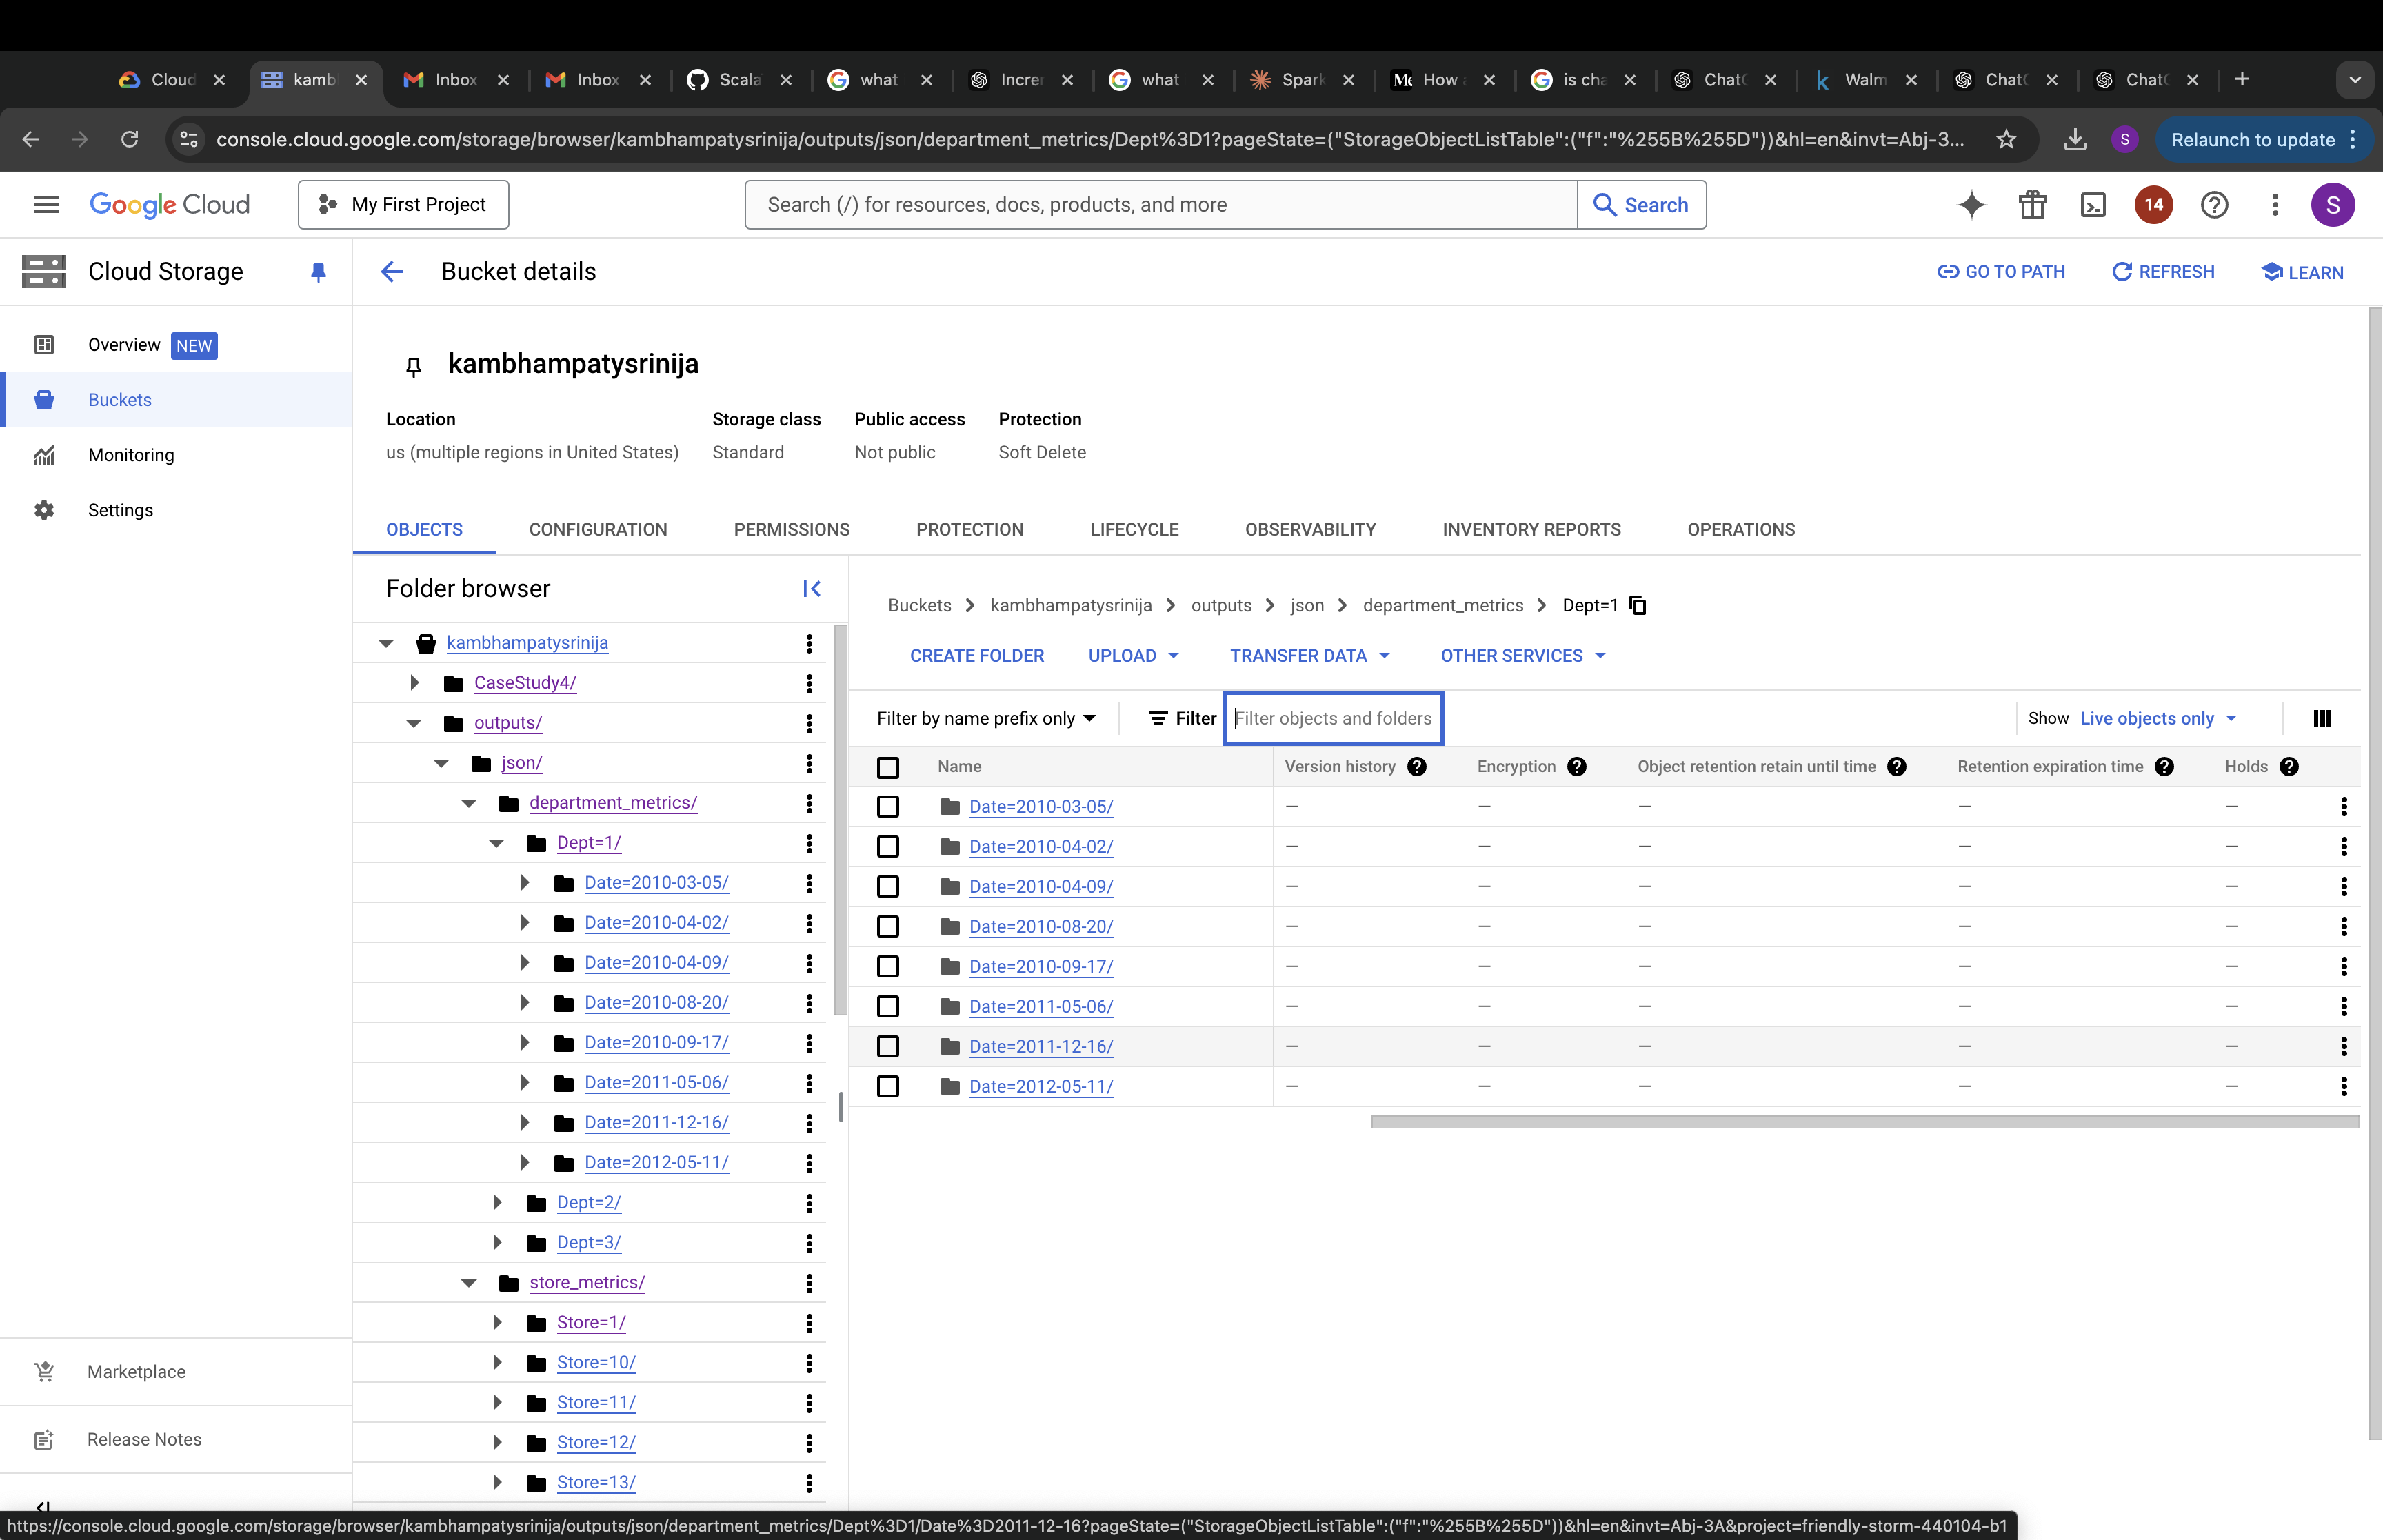 Cloud
kamb
Inbox
Inbox
Scala
what
Incre
what
Spark
How a
is cha
ChatG
Walm
ChatG
ChatG
console.cloud.google.com/storage/browser/kambhampatysrinija/outputs/json/department_metrics/Dept%3D1?pageState=("StorageObjectListTable":("f":"%255B%255D"))&hl=en&invt=Abj-3...
S
Relaunch to update
Google Cloud
My First Project
Search (/) for resources, docs, products, and more
Search
14
S
Cloud Storage
Bucket details
GO TO PATH
REFRESH
LEARN
Overview NEW
Buckets
Monitoring
Settings
Marketplace
Release Notes
kambhampatysrinija
Location Storage class Public access Protection
us (multiple regions in United States) Standard Not public Soft Delete
OBJECTS CONFIGURATION PERMISSIONS PROTECTION LIFECYCLE OBSERVABILITY INVENTORY REPORTS OPERATIONS
Folder browser
kambhampatysrinija
CaseStudy4/
outputs/
json/
department_metrics/
Dept=1/
Date=2010-03-05/
Date=2010-04-02/
Date=2010-04-09/
Date=2010-08-20/
Date=2010-09-17/
Date=2011-05-06/
Date=2011-12-16/
Date=2012-05-11/
Dept=2/
Dept=3/
store_metrics/
Store=1/
Store=10/
Store=11/
Store=12/
Store=13/
Buckets > kambhampatysrinija > outputs > json > department_metrics > Dept=1
CREATE FOLDER UPLOAD TRANSFER DATA OTHER SERVICES
Filter by name prefix only Filter Filter objects and folders Show Live objects only
Name Version history Encryption Object retention retain until time Retention expiration time Holds
Date=2010-03-05/ — — — — —
Date=2010-04-02/ — — — — —
Date=2010-04-09/ — — — — —
Date=2010-08-20/ — — — — —
Date=2010-09-17/ — — — — —
Date=2011-05-06/ — — — — —
Date=2011-12-16/ — — — — —
Date=2012-05-11/ — — — — —
https://console.cloud.google.com/storage/browser/kambhampatysrinija/outputs/json/department_metrics/Dept%3D1/Date%3D2011-12-16?pageState=("StorageObjectListTable":("f":"%255B%255D"))&hl=en&invt=Abj-3A&project=friendly-storm-440104-b1